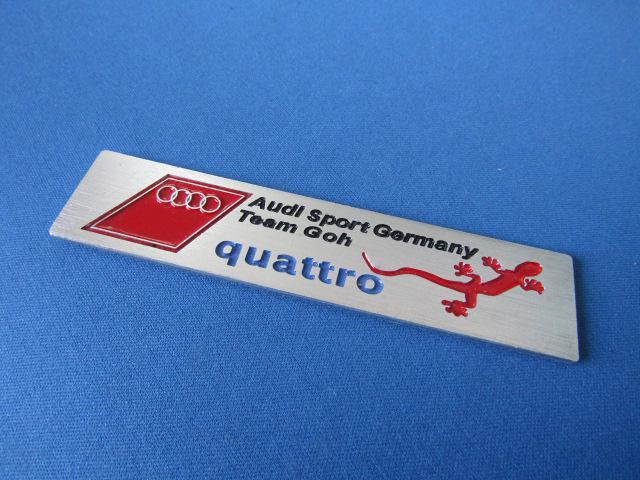 Audi Sport Germany
Team Goh
quattro